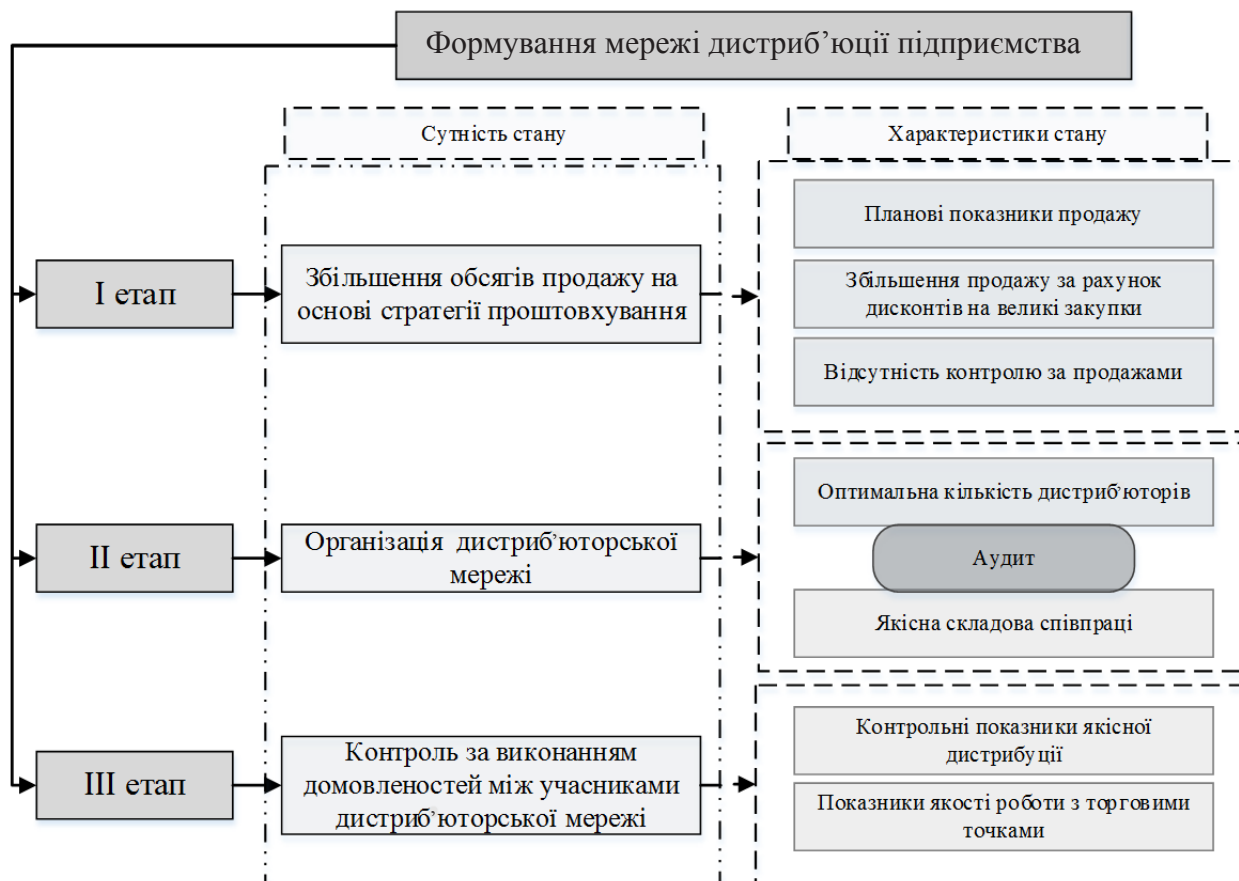 Формування мережі дистриб’юції підприємства
Сутність стану
Характеристики стану
І етап
Збільшення обсягів продажу на
основі стратегії проштовхування
Планові показники продажу
Збільшення продажу за рахунок
дисконтів на великі закупки
Відсутність контролю за продажами
ІІ етап
Організація дистриб'юторської
мережі
Оптимальна кількість дистриб'юторів
Аудит
Якісна складова співпраці
ІІІ етап
Контроль за виконанням
домовленостей між учасниками
дистриб'юторської мережі
Контрольні показники якісної
дистрибуції
Показники якості роботи з торговими
точками